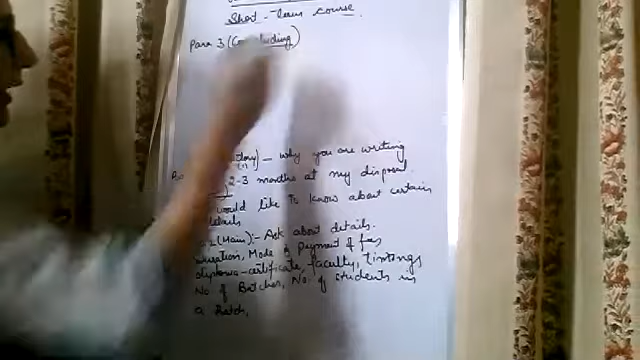 Short-Term course.
Para 3 (Concluding)
— why you are writing
2-3 months at my disposal.
would like to know about certain
details
2 (Main):- Ask about details.
Duration, Mode of Payment of fees
diploma-certificate, faculty, timings
No of Batches, No. of students in
a Batch,